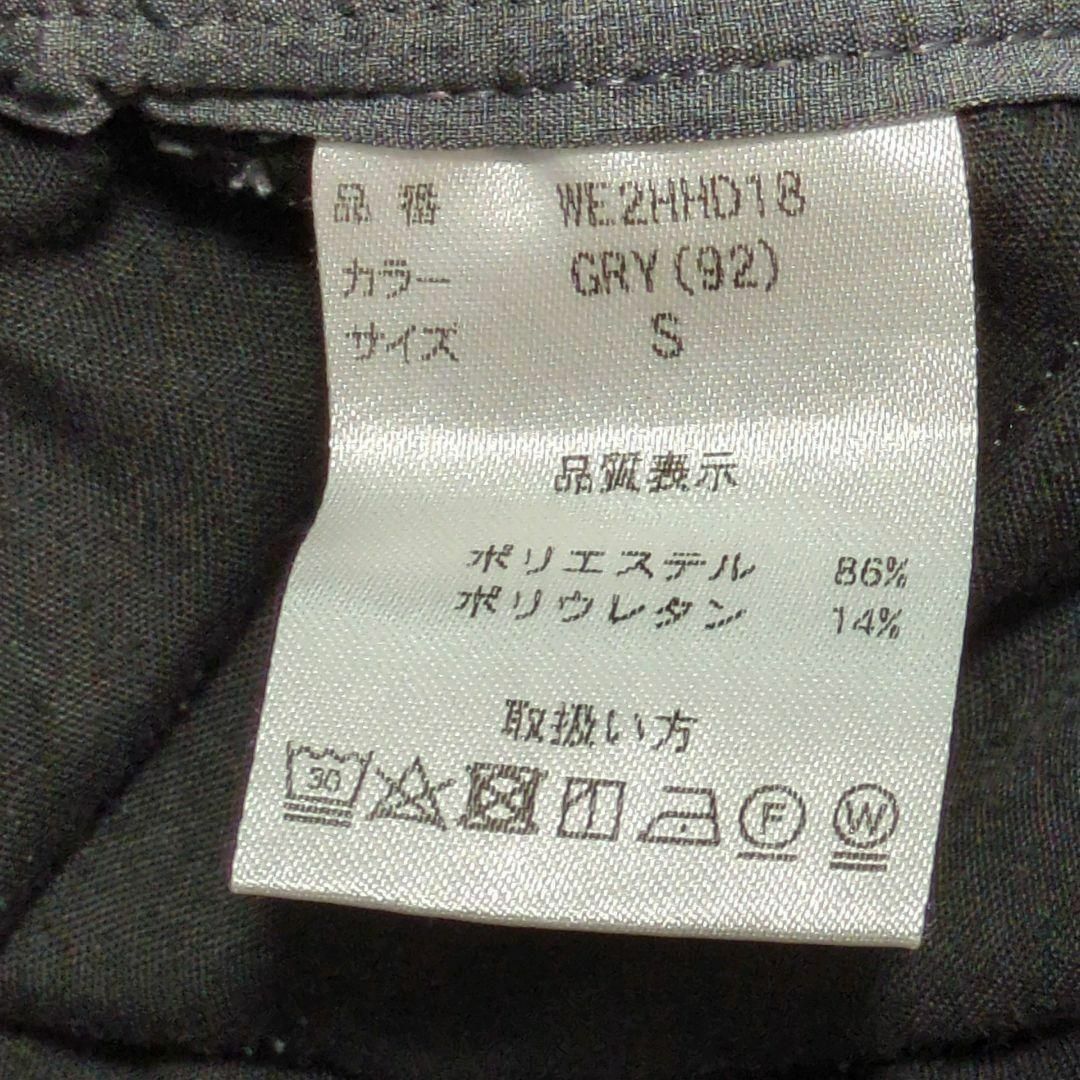 品番 WE2HHD18
カラー GRY(92)
サイズ S
品質表示
ポリエステル 86%
ポリウレタン 14%
取扱い方
30 F W